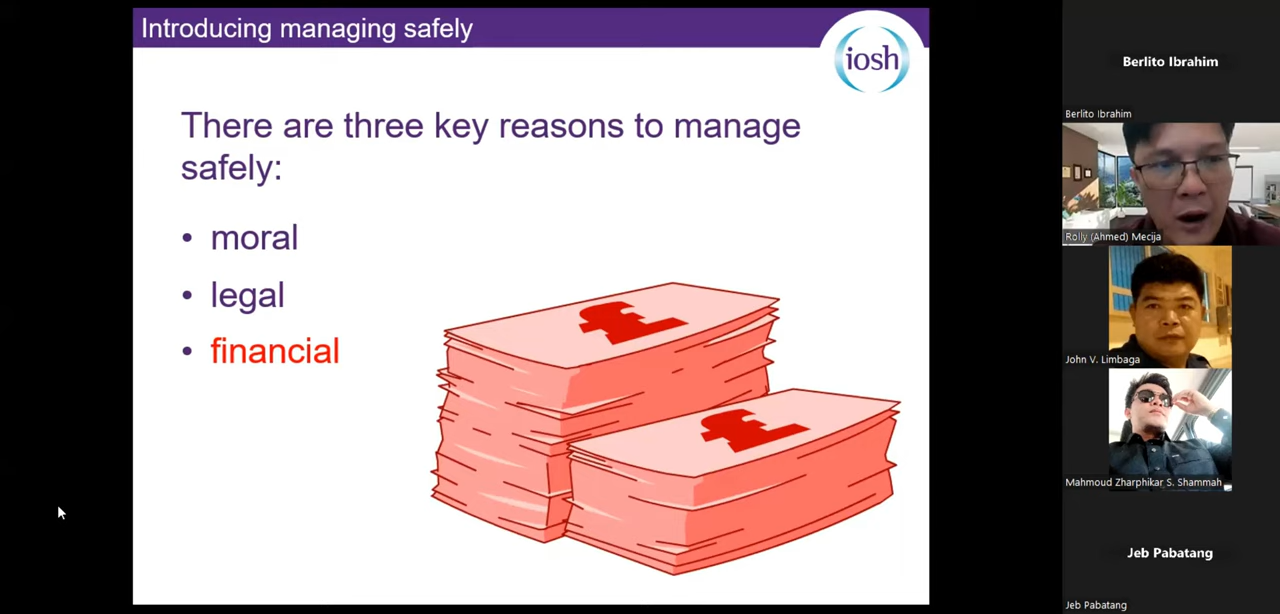 Introducing managing safely
iosh
There are three key reasons to manage
safely:
• moral
• legal
• financial
£
£
Berlito Ibrahim
Berlito Ibrahim
Rolly (Ahmed) Mecija
John V. Limbaga
Mahmoud Zharphikar S. Shammah
Jeb Pabatang
Jeb Pabatang